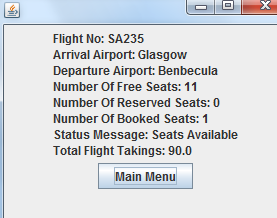 Flight No: SA235
Arrival Airport: Glasgow
Departure Airport: Benbecula
Number Of Free Seats: 11
Number Of Reserved Seats: 0
Number Of Booked Seats: 1
Status Message: Seats Available
Total Flight Takings: 90.0
Main Menu